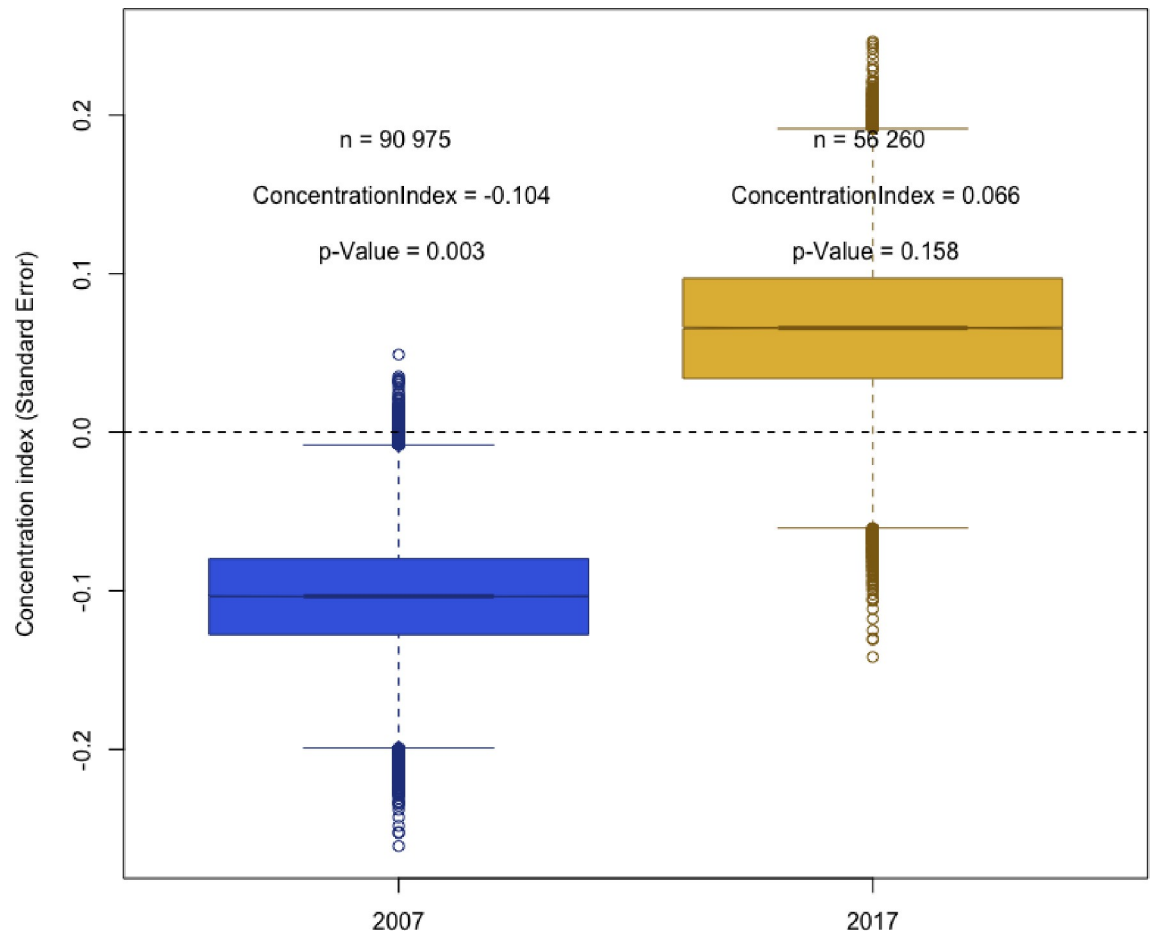 n = 90 975
ConcentrationIndex = -0.104
p-Value = 0.003
n = 56 260
ConcentrationIndex = 0.066
p-Value = 0.158
Concentration index (Standard Error)
0.2
0.1
0.0
-0.1
-0.2
2007
2017